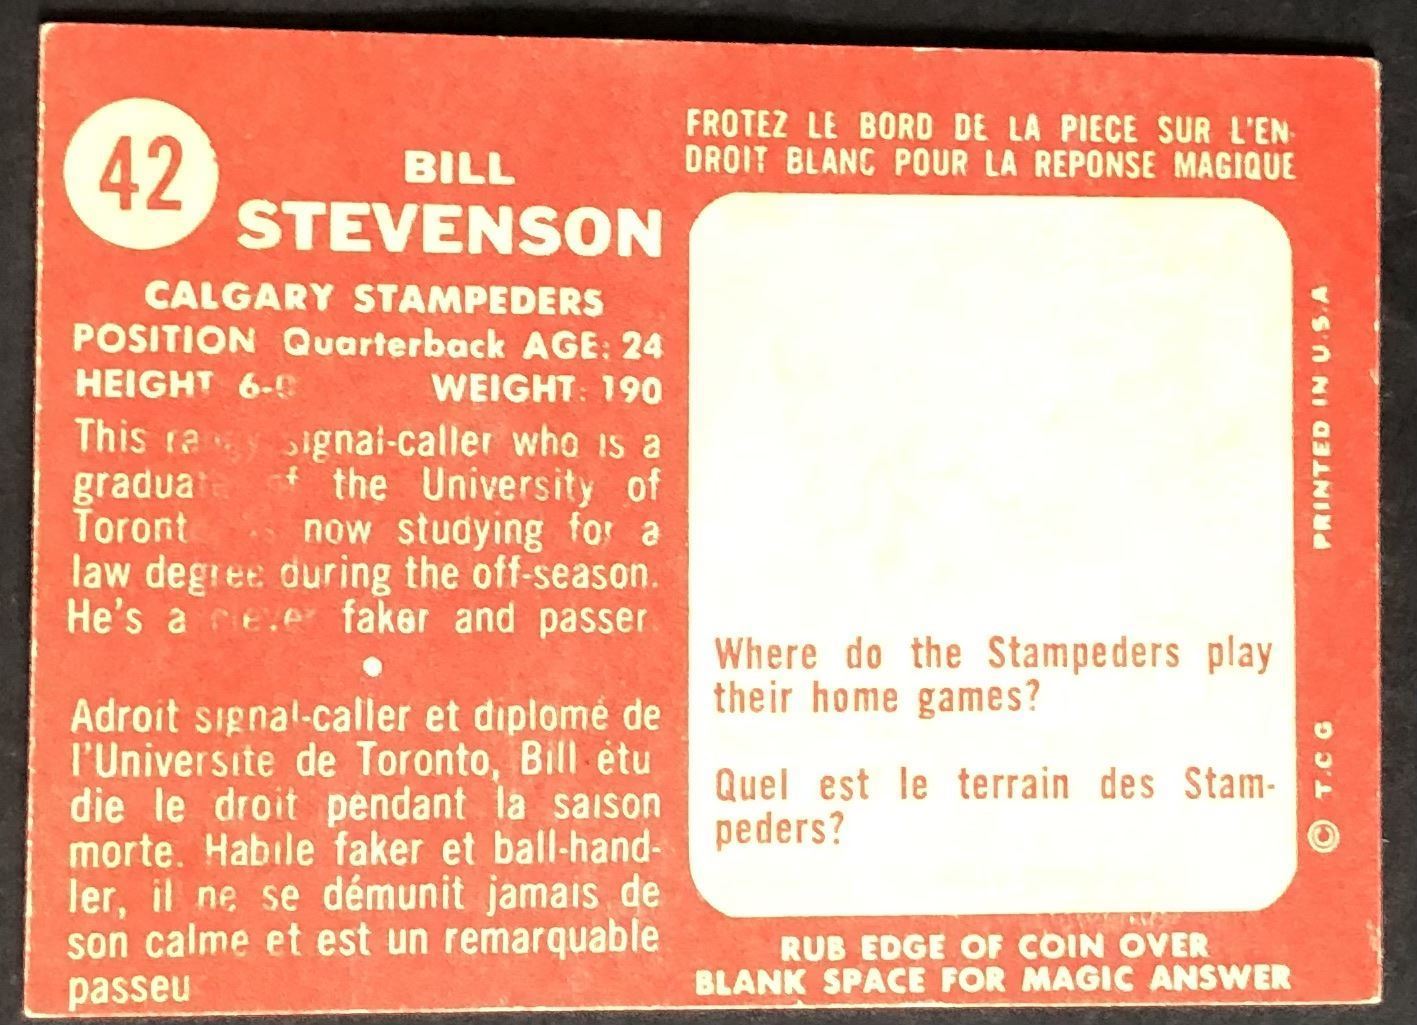 42
BILL
STEVENSON
CALGARY STAMPEDERS
POSITION Quarterback AGE: 24
HEIGHT 6- WEIGHT: 190
This signal-caller who is a
of the University of
now studying for a
law degree during the off-season.
He's a faker and passer.
Adroit signal-caller et diplomé de
l'Universite de Toronto, Bill étu
die le droit pendant la saison
morte. Habile faker et ball-hand-
ler, il ne se démunit jamais de
son calme et est un remarquable
passeu
FROTEZ LE BORD DE LA PIECE SUR L'EN-
DROIT BLANC POUR LA REPONSE MAGIQUE
Where do the Stampeders play
their home games?
Quel est le terrain des Stam-
peders?
RUB EDGE OF COIN OVER
BLANK SPACE FOR MAGIC ANSWER
© T.C.G PRINTED IN U.S.A